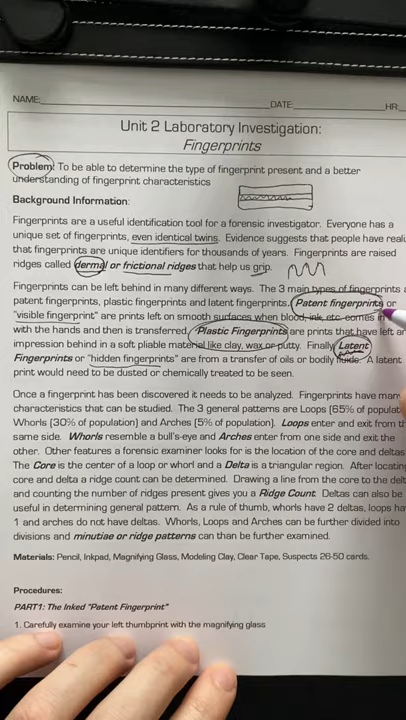 NAME: DATE: HR:
Unit 2 Laboratory Investigation:
Fingerprints
Problem: To be able to determine the type of fingerprint present and a better
understanding of fingerprint characteristics
Background Information:
Fingerprints are a useful identification tool for a forensic investigator. Everyone has a
unique set of fingerprints, even identical twins. Evidence suggests that people have reali
that fingerprints are unique identifiers for thousands of years. Fingerprints are raised
ridges called dermal or frictional ridges that help us grip.
Fingerprints can be left behind in many different ways. The 3 main types of fingerprints a
patent fingerprints, plastic fingerprints and latent fingerprints. Patent fingerprints or
"visible fingerprint" are prints left on smooth surfaces when blood, ink, etc. comes in
with the hands and then is transferred. Plastic Fingerprints are prints that have left an
impression behind in a soft pliable material like clay, wax or putty. Finally Latent
Fingerprints or "hidden fingerprints" are from a transfer of oils or bodily fluids. A latent
print would need to be dusted or chemically treated to be seen.
Once a fingerprint has been discovered it needs to be analyzed. Fingerprints have man
characteristics that can be studied. The 3 general patterns are Loops (65% of populat
Whorls (30% of population) and Arches (5% of population). Loops enter and exit from th
same side. Whorls resemble a bull's-eye and Arches enter from one side and exit the
other. Other features a forensic examiner looks for is the location of the core and deltas
The Core is the center of a loop or whorl and a Delta is a triangular region. After locating
core and delta a ridge count can be determined. Drawing a line from the core to the delt
and counting the number of ridges present gives you a Ridge Count. Deltas can also be
useful in determining general pattern. As a rule of thumb, whorls have 2 deltas, loops ha
1 and arches do not have deltas. Whorls, Loops and Arches can be further divided into
divisions and minutiae or ridge patterns can than be further examined.
Materials: Pencil, Inkpad, Magnifying Glass, Modeling Clay, Clear Tape, Suspects 26-50 cards.
Procedures:
PART1: The Inked "Patent Fingerprint"
1. Carefully examine your left thumbprint with the magnifying glass